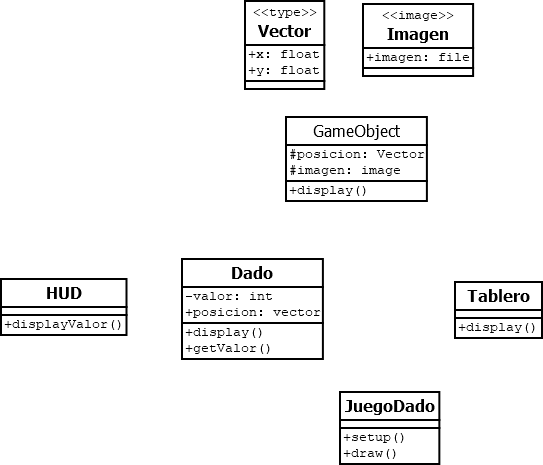 <<type>>
Vector
+x: float
+y: float
<<image>>
Imagen
+imagen: file
GameObject
#posicion: Vector
#imagen: image
+display()
HUD
+displayValor()
Dado
-valor: int
+posicion: vector
+display()
+getValor()
Tablero
+display()
JuegoDado
+setup()
+draw()